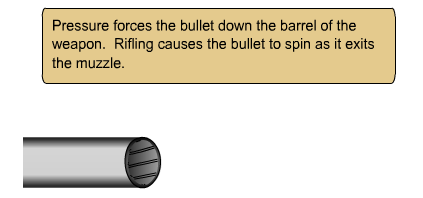 Pressure forces the bullet down the barrel of the
weapon.  Rifling causes the bullet to spin as it exits
the muzzle.